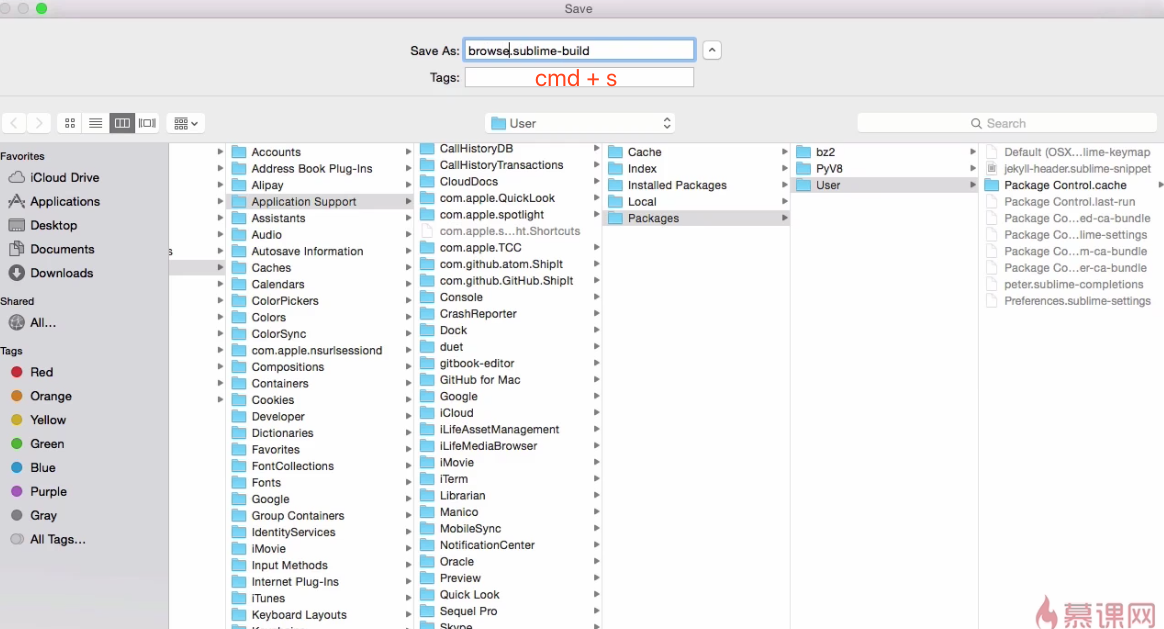 Save
Save As: browse.sublime-build
Tags:
cmd + s
User
Search
Favorites
iCloud Drive
Applications
Desktop
Documents
Downloads
Shared
All...
Tags
Red
Orange
Yellow
Green
Blue
Purple
Gray
All Tags...
s
Accounts
Address Book Plug-Ins
Alipay
Application Support
Assistants
Audio
Autosave Information
Caches
Calendars
ColorPickers
Colors
ColorSync
com.apple.nsurlsessiond
Compositions
Containers
Cookies
Developer
Dictionaries
Favorites
FontCollections
Fonts
Google
Group Containers
IdentityServices
iMovie
Input Methods
Internet Plug-Ins
iTunes
Keyboard Layouts
CallHistoryDB
CallHistoryTransactions
CloudDocs
com.apple.QuickLook
com.apple.spotlight
com.apple.s...ht.Shortcuts
com.apple.TCC
com.github.atom.ShipIt
com.github.GitHub.ShipIt
Console
CrashReporter
Dock
duet
gitbook-editor
GitHub for Mac
Google
iCloud
iLifeAssetManagement
iLifeMediaBrowser
iMovie
iTerm
Librarian
Manico
MobileSync
NotificationCenter
Oracle
Preview
Quick Look
Sequel Pro
Skype
Cache
Index
Installed Packages
Local
Packages
bz2
PyV8
User
Default (OSX...lime-keymap
jekyll-header.sublime-snippet
Package Control.cache
Package Control.last-run
Package Co...ed-ca-bundle
Package Co...lime-settings
Package Co...m-ca-bundle
Package Co...er-ca-bundle
peter.sublime-completions
Preferences.sublime-settings
慕课网